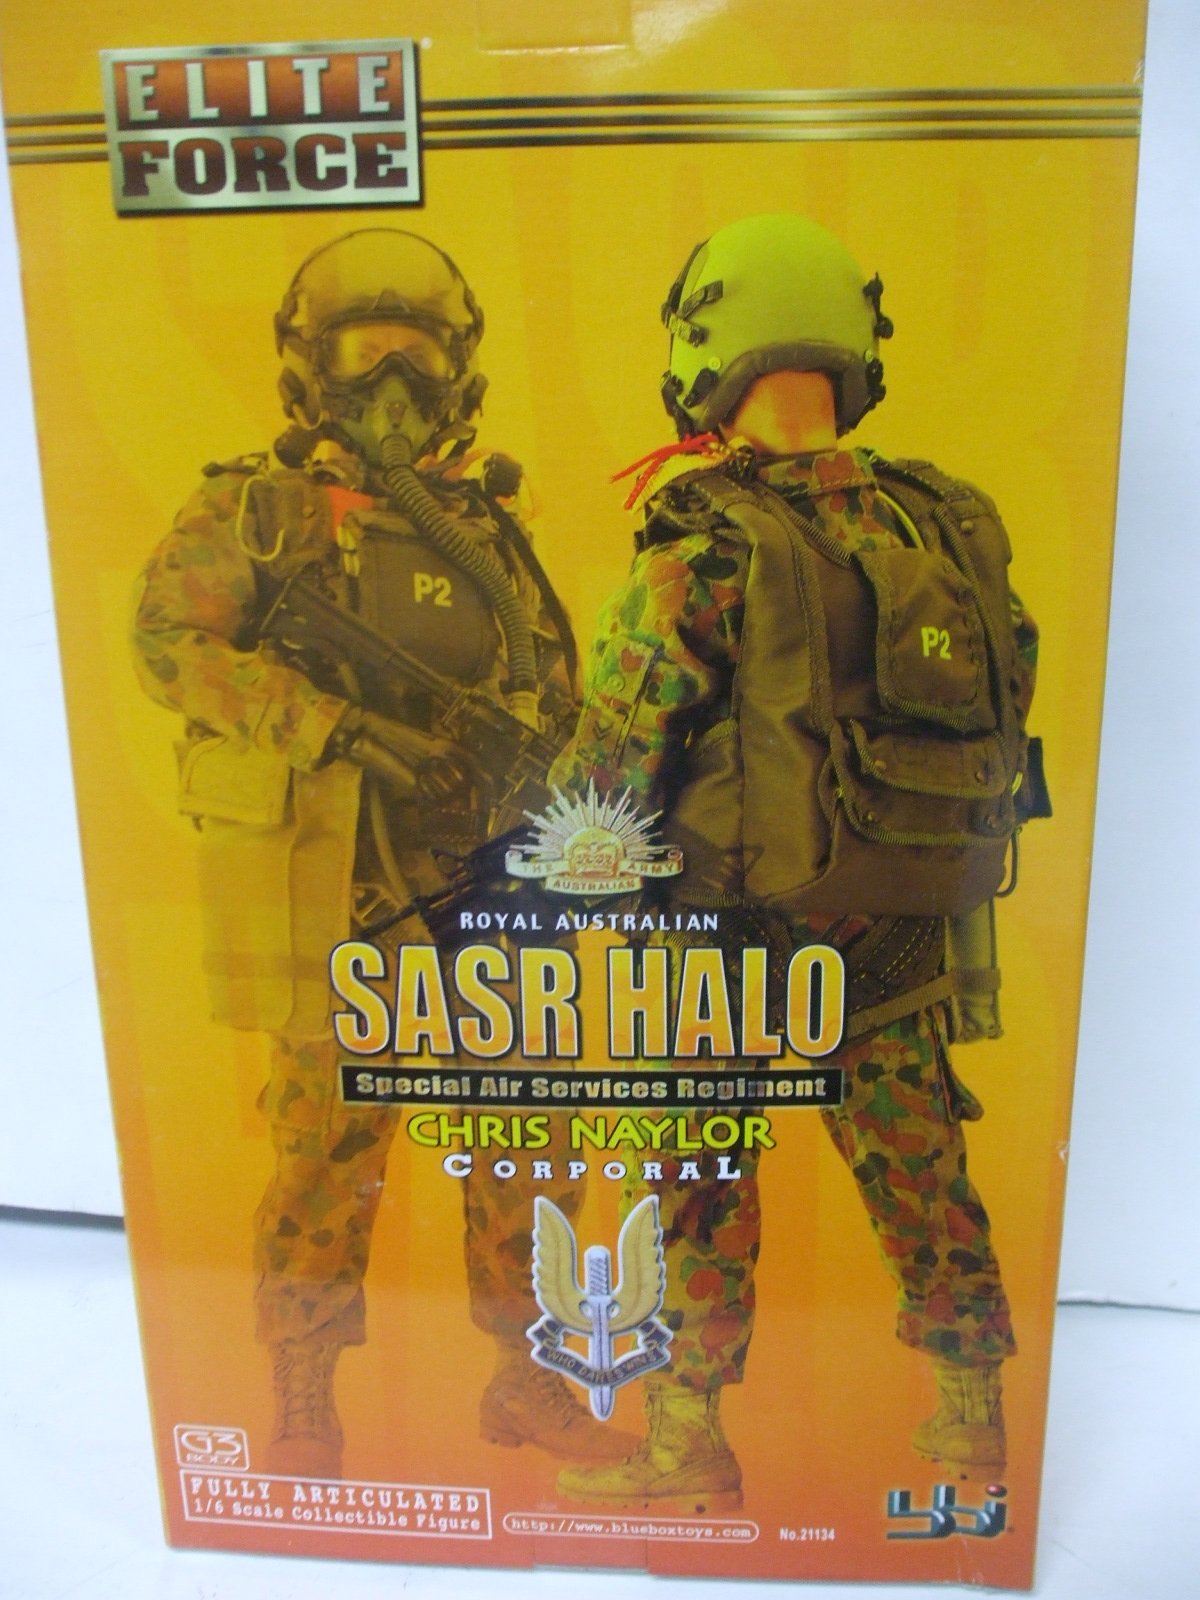 ELITE
FORCE
P2
P2
THE ARMY
AUSTRALIAN
ROYAL AUSTRALIAN
SASR HALO
Special Air Services Regiment
CHRIS NAYLOR
CORPORAL
WHO DARES WINS
G3
BODY
FULLY ARTICULATED
1/6 Scale Collectible Figure
http://www.blueboxtoys.com
No.21134
bbi